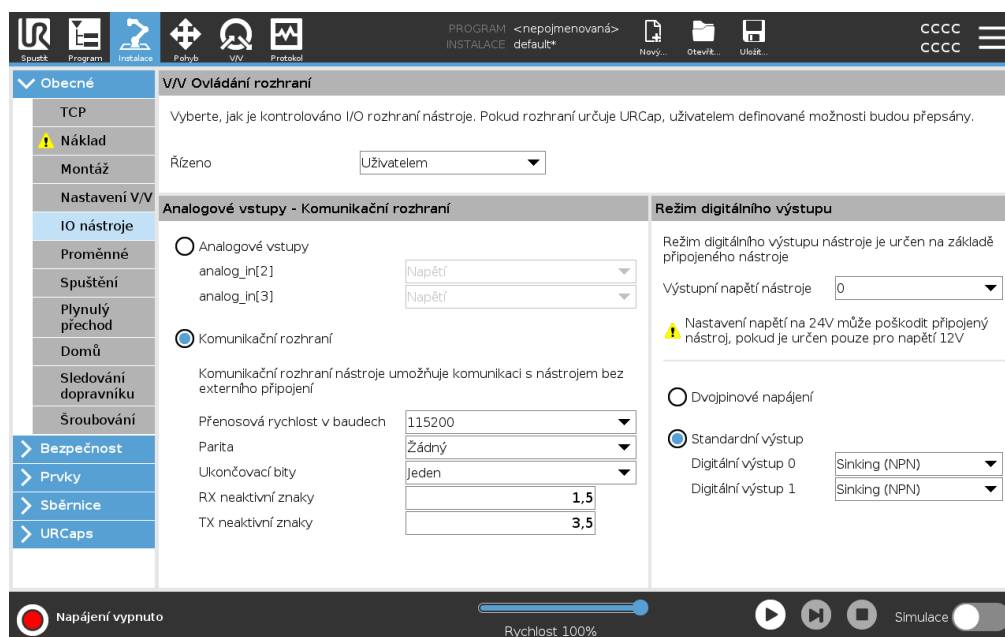 PROGRAM <nepojmenovaná>
INSTALACE default*
CCCC
CCCC
Spustit Program Instalace Pohyb V/V Protokol Nový... Otevřít... Uložit...
Obecné
TCP
Náklad
Montáž
Nastavení V/V
IO nástroje
Proměnné
Spuštění
Plynulý
přechod
Domů
Sledování
dopravníku
Šroubování
Bezpečnost
Prvky
Sběrnice
URCaps
V/V Ovládání rozhraní
Vyberte, jak je kontrolováno I/O rozhraní nástroje. Pokud rozhraní určuje URCap, uživatelem definované možnosti budou přepsány.
Řízeno Uživatelem
Analogové vstupy - Komunikační rozhraní
Analogové vstupy
analog_in[2] Napětí
analog_in[3] Napětí
Komunikační rozhraní
Komunikační rozhraní nástroje umožňuje komunikaci s nástrojem bez
externího připojení
Přenosová rychlost v baudech 115200
Parita Žádný
Ukončovací bity Jeden
RX neaktivní znaky 1,5
TX neaktivní znaky 3,5
Režim digitálního výstupu
Režim digitálního výstupu nástroje je určen na základě
připojeného nástroje
Výstupní napětí nástroje 0
Nastavení napětí na 24V může poškodit připojený
nástroj, pokud je určen pouze pro napětí 12V
Dvojpinové napájení
Standardní výstup
Digitální výstup 0 Sinking (NPN)
Digitální výstup 1 Sinking (NPN)
Napájení vypnuto
Rychlost 100%
Simulace